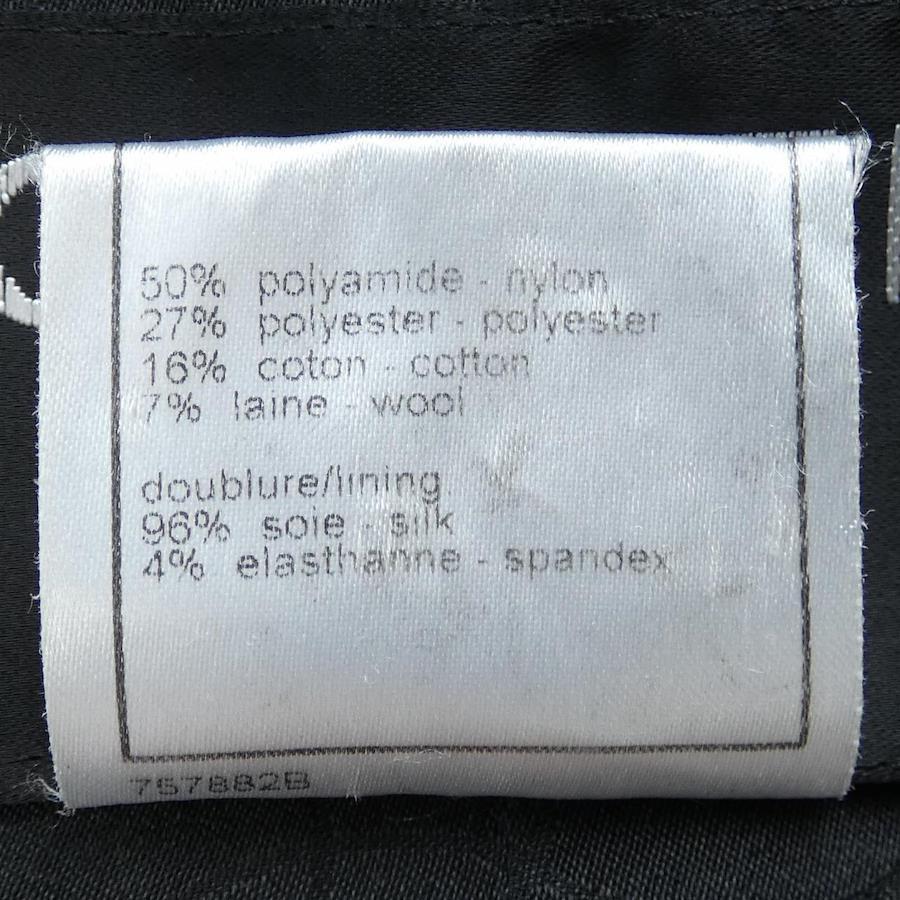 50% polyamide - nylon
27% polyester - polyester
16% coton - cotton
7% laine - wool
doublure/lining
96% soie - silk
4% elasthanne - spandex
757882B